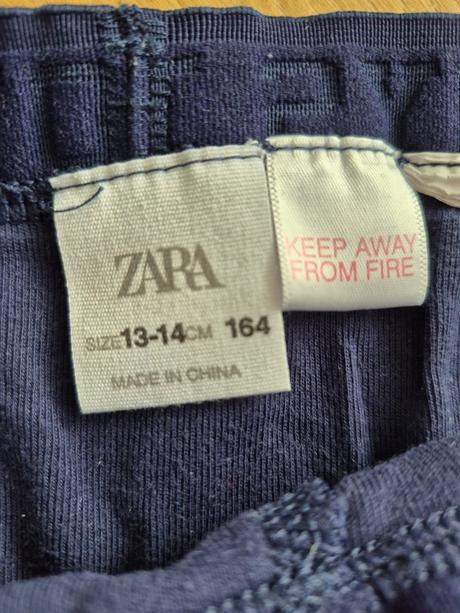 ZARA
SIZE 13-14 CM 164
MADE IN CHINA
KEEP AWAY
FROM FIRE